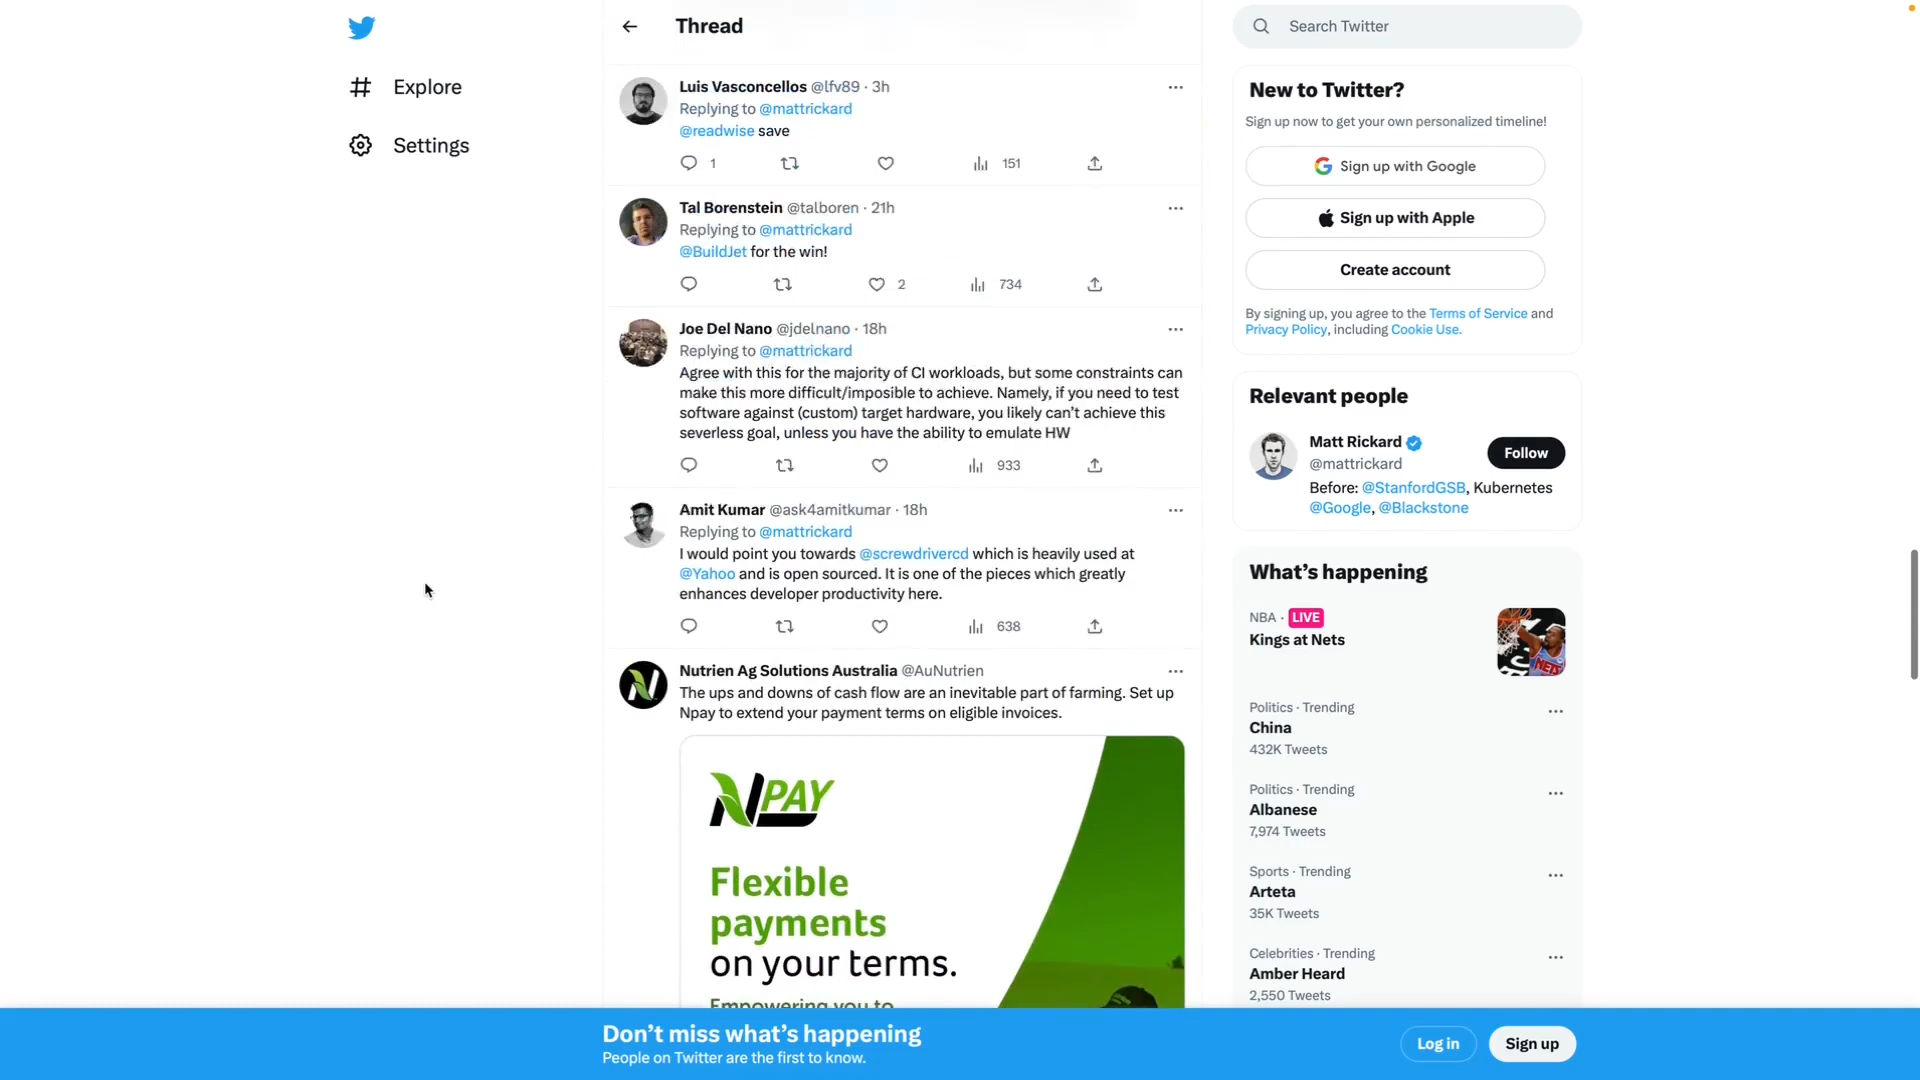 Explore
Settings
Thread
Luis Vasconcellos @lfv89 · 3h
Replying to @mattrickard
@readwise save
1
151
Tal Borenstein @talboren · 21h
Replying to @mattrickard
@BuildJet for the win!
2
734
Joe Del Nano @jdelnano · 18h
Replying to @mattrickard
Agree with this for the majority of CI workloads, but some constraints can
make this more difficult/imposible to achieve. Namely, if you need to test
software against (custom) target hardware, you likely can't achieve this
severless goal, unless you have the ability to emulate HW
933
Amit Kumar @ask4amitkumar · 18h
Replying to @mattrickard
I would point you towards @screwdrivercd which is heavily used at
@Yahoo and is open sourced. It is one of the pieces which greatly
enhances developer productivity here.
638
Nutrien Ag Solutions Australia @AuNutrien
The ups and downs of cash flow are an inevitable part of farming. Set up
Npay to extend your payment terms on eligible invoices.
NPAY
Flexible
payments
on your terms.
Empowering you to
Search Twitter
New to Twitter?
Sign up now to get your own personalized timeline!
Sign up with Google
Sign up with Apple
Create account
By signing up, you agree to the Terms of Service and
Privacy Policy, including Cookie Use.
Relevant people
Matt Rickard
@mattrickard
Follow
Before: @StanfordGSB, Kubernetes
@Google, @Blackstone
What's happening
NBA · LIVE
Kings at Nets
NETS
Politics · Trending
China
432K Tweets
Politics · Trending
Albanese
7,974 Tweets
Sports · Trending
Arteta
35K Tweets
Celebrities · Trending
Amber Heard
2,550 Tweets
Don't miss what's happening
People on Twitter are the first to know.
Log in
Sign up